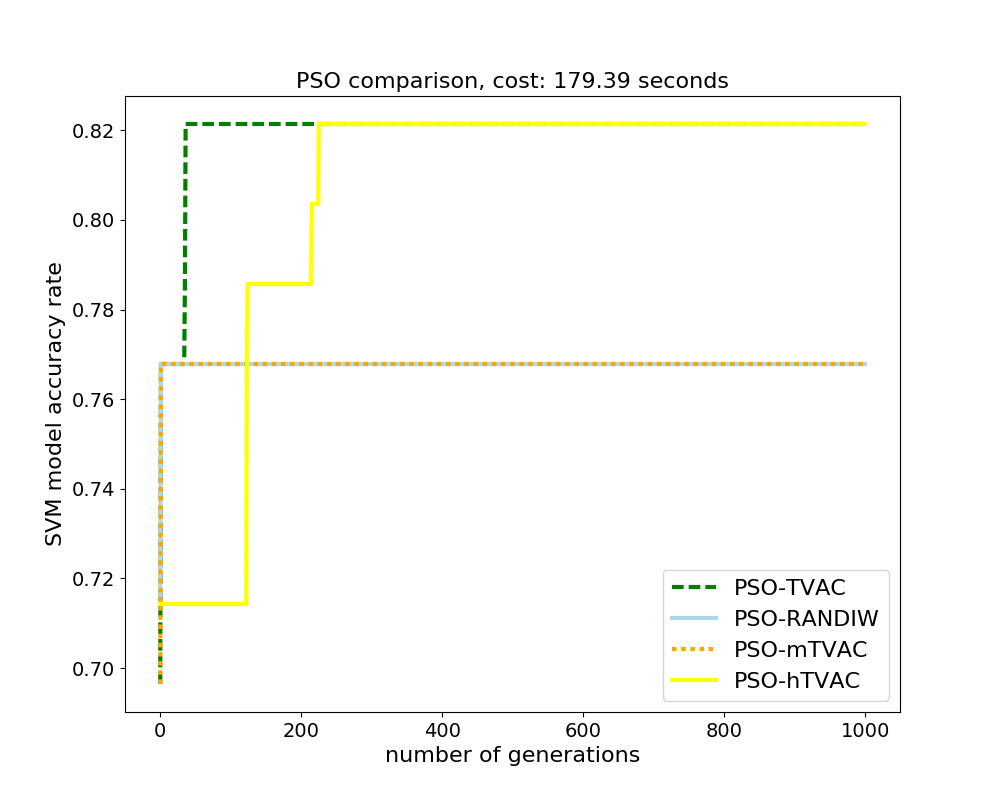 PSO comparison, cost: 179.39 seconds
SVM model accuracy rate
0.82
0.80
0.78
0.76
0.74
0.72
0.70
0 200 400 600 800 1000
number of generations
PSO-TVAC
PSO-RANDIW
PSO-mTVAC
PSO-hTVAC